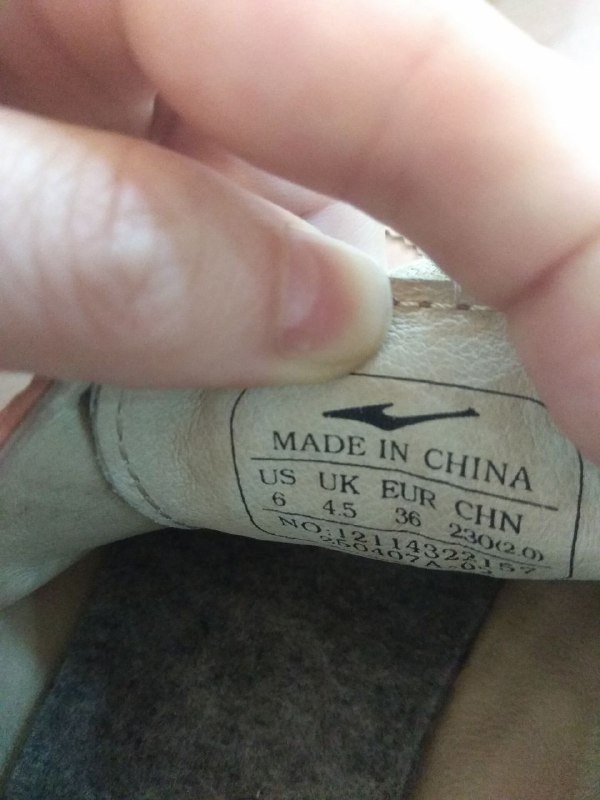 MADE IN CHINA
US UK EUR CHN
6 4.5 36 230(2.0)
NO:12114322157